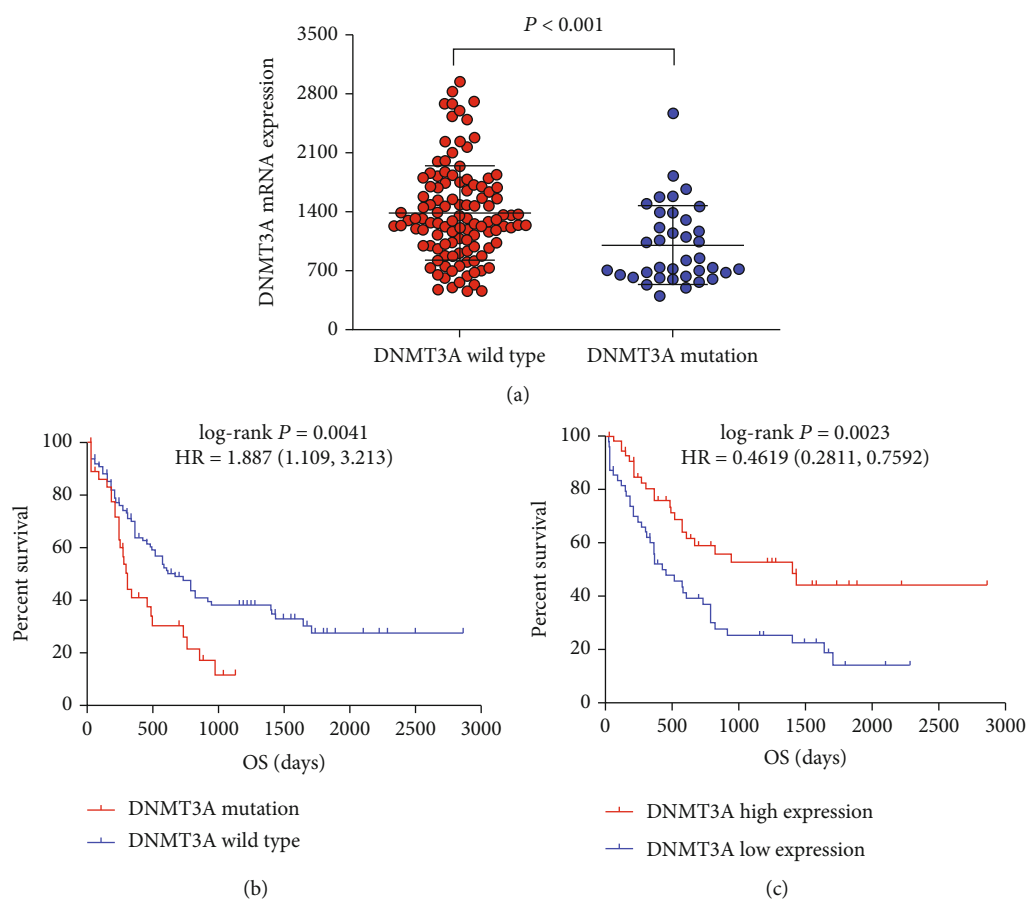 P < 0.001
3500
2800
2100
1400
700
0
DNMT3A mRNA expression
DNMT3A wild type
DNMT3A mutation
(a)
log-rank P = 0.0041
HR = 1.887 (1.109, 3.213)
100
80
60
40
20
0
Percent survival
0 500 1000 1500 2000 2500 3000
OS (days)
DNMT3A mutation
DNMT3A wild type
(b)
log-rank P = 0.0023
HR = 0.4619 (0.2811, 0.7592)
100
80
60
40
20
0
Percent survival
0 500 1000 1500 2000 2500 3000
OS (days)
DNMT3A high expression
DNMT3A low expression
(c)